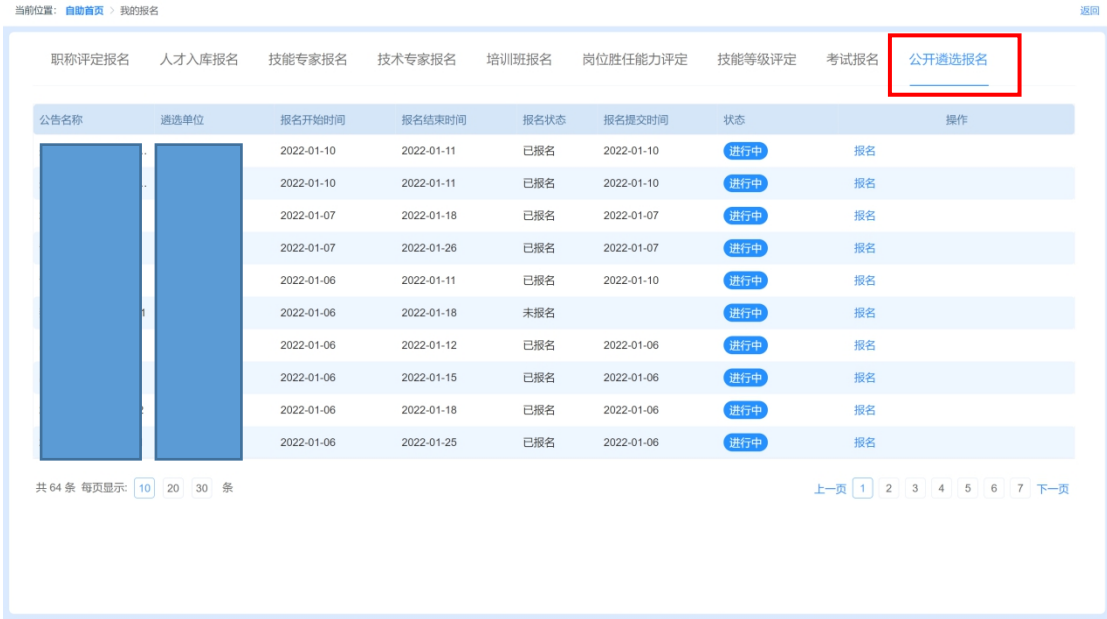 当前位置: 自助首页 > 我的报名 返回
职称评定报名 人才入库报名 技能专家报名 技术专家报名 培训班报名 岗位胜任能力评定 技能等级评定 考试报名 公开遴选报名
公告名称 遴选单位 报名开始时间 报名结束时间 报名状态 报名提交时间 状态 操作
.. 2022-01-10 2022-01-11 已报名 2022-01-10 进行中 报名
.. 2022-01-10 2022-01-11 已报名 2022-01-10 进行中 报名
2022-01-07 2022-01-18 已报名 2022-01-07 进行中 报名
2022-01-07 2022-01-26 已报名 2022-01-07 进行中 报名
2022-01-06 2022-01-11 已报名 2022-01-10 进行中 报名
1 2022-01-06 2022-01-18 未报名 进行中 报名
2022-01-06 2022-01-12 已报名 2022-01-06 进行中 报名
2022-01-06 2022-01-15 已报名 2022-01-06 进行中 报名
2022-01-06 2022-01-18 已报名 2022-01-06 进行中 报名
2022-01-06 2022-01-25 已报名 2022-01-06 进行中 报名
共 64 条 每页显示: 10 20 30 条 上一页 1 2 3 4 5 6 7 下一页